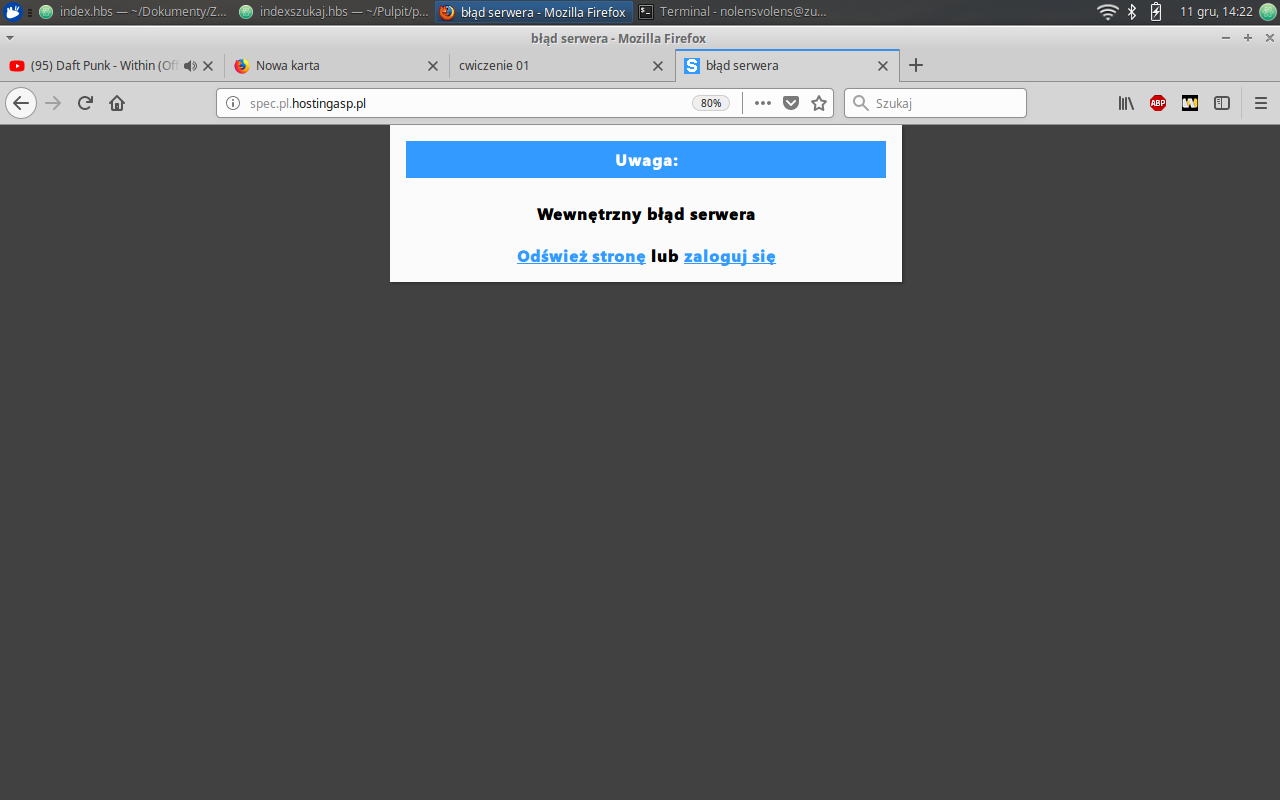 index.hbs — ~/Dokumenty/Z...
indexszukaj.hbs — ~/Pulpit/p...
błąd serwera - Mozilla Firefox
Terminal - nolensvolens@zu...
11 gru, 14:22
błąd serwera - Mozilla Firefox
(95) Daft Punk - Within (Off
Nowa karta
cwiczenie 01
S
błąd serwera
spec.pl.hostingasp.pl
80%
Szukaj
ABP
W
Uwaga:
Wewnętrzny błąd serwera
Odśwież stronę lub zaloguj się